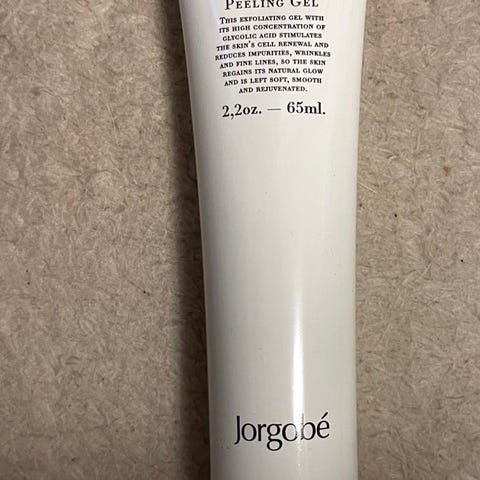 Peeling Gel
This exfoliating gel with
its high concentration of
glycolic acid stimulates
the skin's cell renewal and
reduces impurities, wrinkles
and fine lines, so the skin
regains its natural glow
and is left soft, smooth
and rejuvenated.
2,2oz. — 65ml.
Jorgobé